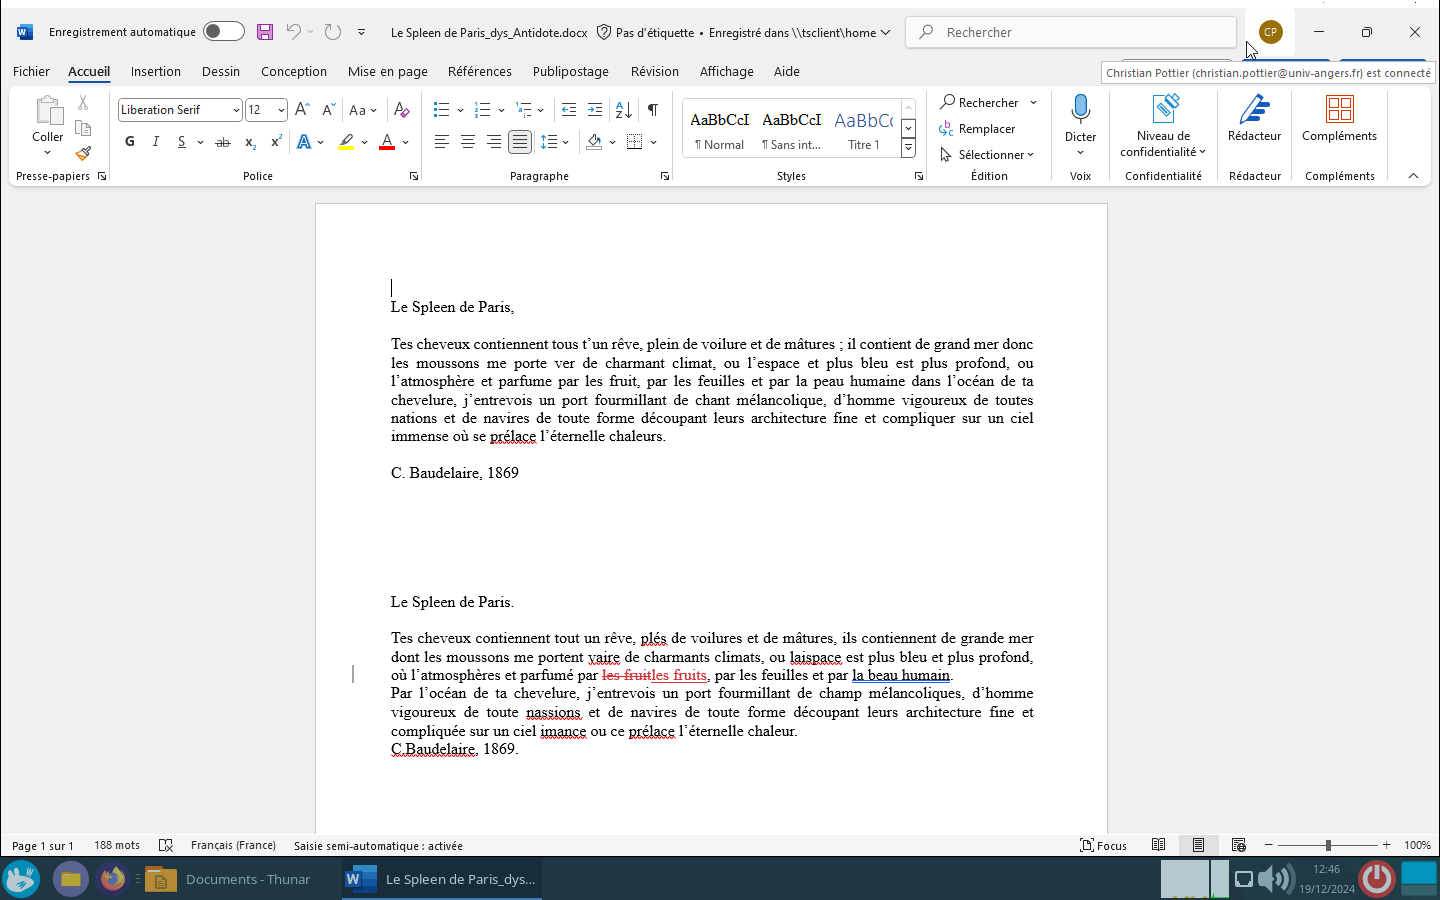 Enregistrement automatique
Le Spleen de Paris_dys_Antidote.docx
Pas d'étiquette • Enregistré dans \\tsclient\home
Rechercher
CP
Fichier Accueil Insertion Dessin Conception Mise en page Références Publipostage Révision Affichage Aide
Christian Pottier (christian.pottier@univ-angers.fr) est connecté
Coller
Presse-papiers
Liberation Serif 12
Aa
G I S ab x₂ x²
Police
Paragraphe
AaBbCcI AaBbCcI AaBbCc
¶ Normal ¶ Sans int... Titre 1
Styles
Rechercher
Remplacer
Sélectionner
Édition
Dicter
Voix
Niveau de
confidentialité
Confidentialité
Rédacteur
Rédacteur
Compléments
Compléments
Le Spleen de Paris,
Tes cheveux contiennent tous t’un rêve, plein de voilure et de mâtures ; il contient de grand mer donc
les moussons me porte ver de charmant climat, ou l’espace et plus bleu est plus profond, ou
l’atmosphère et parfume par les fruit, par les feuilles et par la peau humaine dans l’océan de ta
chevelure, j’entrevois un port fourmillant de chant mélancolique, d’homme vigoureux de toutes
nations et de navires de toute forme découpant leurs architecture fine et compliquer sur un ciel
immense où se prélace l’éternelle chaleurs.
C. Baudelaire, 1869
Le Spleen de Paris.
Tes cheveux contiennent tout un rêve, plés de voilures et de mâtures, ils contiennent de grande mer
dont les moussons me portent vaire de charmants climats, ou laispace est plus bleu et plus profond,
où l’atmosphères et parfumé par les fruitles fruits, par les feuilles et par la beau humain.
Par l’océan de ta chevelure, j’entrevois un port fourmillant de champ mélancoliques, d’homme
vigoureux de toute nassions et de navires de toute forme découpant leurs architecture fine et
compliquée sur un ciel imance ou ce prélace l’éternelle chaleur.
C.Baudelaire, 1869.
Page 1 sur 1 188 mots Français (France) Saisie semi-automatique : activée
Focus
100%
Documents - Thunar
Le Spleen de Paris_dys...
12:46
19/12/2024